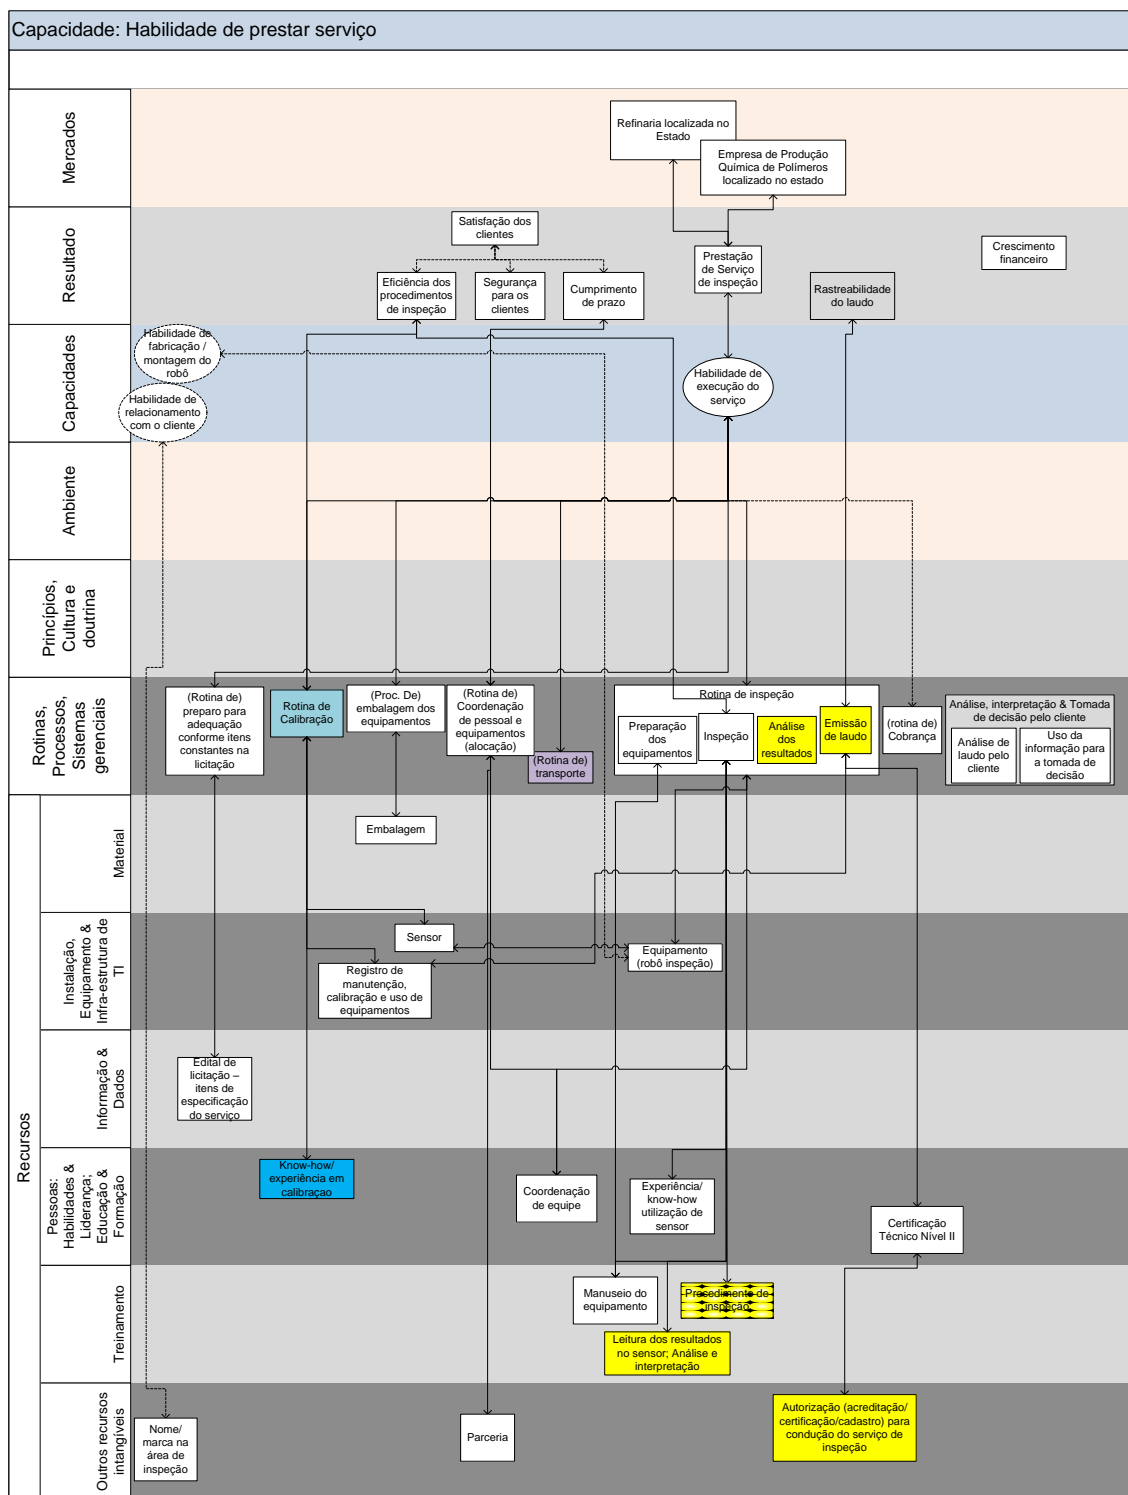 Capacidade: Habilidade de prestar serviço
Mercados
Refinaria localizada no
Estado
Empresa de Produção
Química de Polímeros
localizado no estado
Resultado
Satisfação dos
clientes
Eficiência dos
procedimentos
de inspeção
Segurança
para os
clientes
Cumprimento
de prazo
Prestação
de Serviço
de inspeção
Rastreabilidade
do laudo
Crescimento
financeiro
Capacidades
Habilidade de
fabricação /
montagem do
robô
Habilidade de
relacionamento
com o cliente
Habilidade de
execução do
serviço
Ambiente
Princípios,
Cultura e
doutrina
Rotinas,
Processos,
Sistemas
gerenciais
(Rotina de)
preparo para
adequação
conforme itens
constantes na
licitação
Rotina de
Calibração
(Proc. De)
embalagem dos
equipamentos
(Rotina de)
Coordenação
de pessoal e
equipamentos
(alocação)
(Rotina de)
transporte
Rotina de inspeção
Preparação dos
equipamentos
Inspeção
Análise dos
resultados
Emissão
de laudo
(rotina de)
Cobrança
Análise, interpretação & Tomada
de decisão pelo cliente
Análise de
laudo pelo
cliente
Uso da
informação para
a tomada de
decisão
Recursos
Material
Embalagem
Instalação,
Equipamento &
Infra-estrutura de
TI
Sensor
Registro de
manutenção,
calibração e uso de
equipamentos
Equipamento
(robô inspeção)
Informação &
Dados
Edital de
licitação –
itens de
especificação
do serviço
Pessoas:
Habilidades &
Liderança;
Educação &
Formação
Know-how/
experiência em
calibraçao
Coordenação
de equipe
Experiência/
know-how
utilização de
sensor
Certificação
Técnico Nível II
Treinamento
Manuseio do
equipamento
Procedimento de
inspeção
Leitura dos resultados
no sensor; Análise e
interpretação
Outros recursos
intangíveis
Nome/
marca na
área de
inspeção
Parceria
Autorização (acreditação/
certificação/cadastro) para
condução do serviço de
inspeção